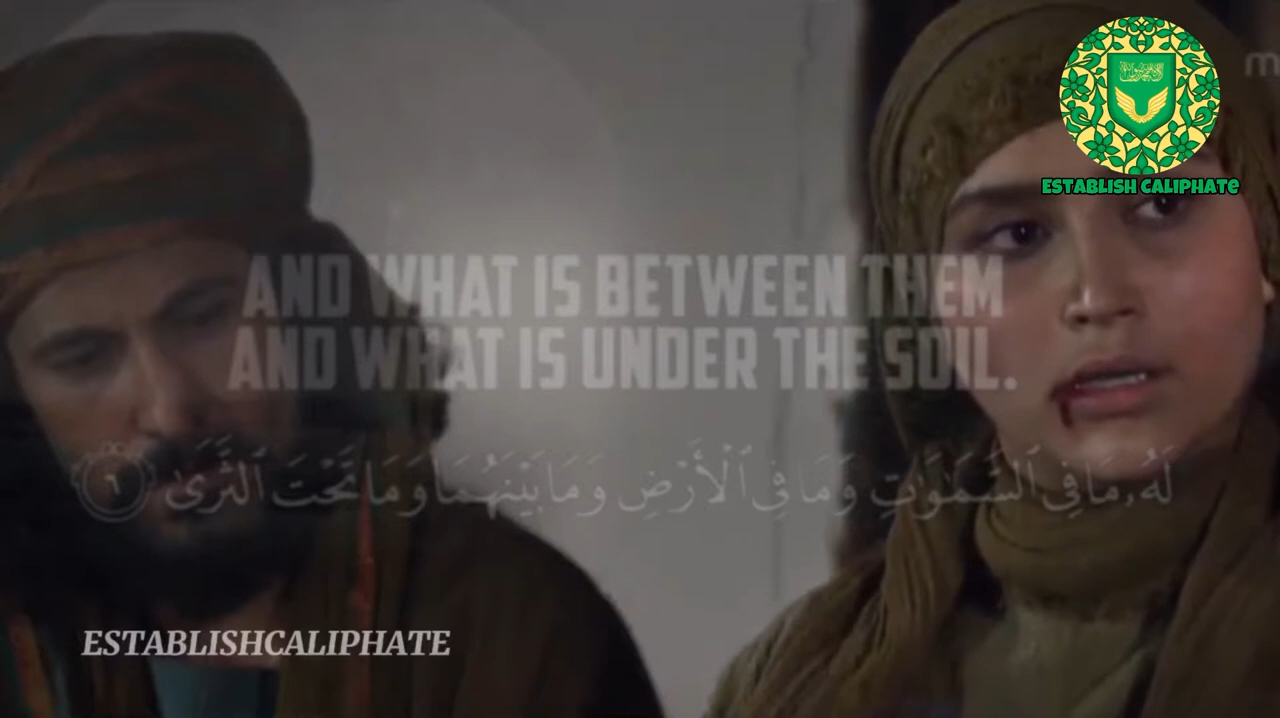 ESTABLISH CALIPHATE
AND WHAT IS BETWEEN THEM
AND WHAT IS UNDER THE SOIL.
لَهُۥ مَا فِي ٱلسَّمَٰوَٰتِ وَمَا فِي ٱلْأَرْضِ وَمَا بَيْنَهُمَا وَمَا تَحْتَ ٱلثَّرَىٰ ٦
ESTABLISHCALIPHATE